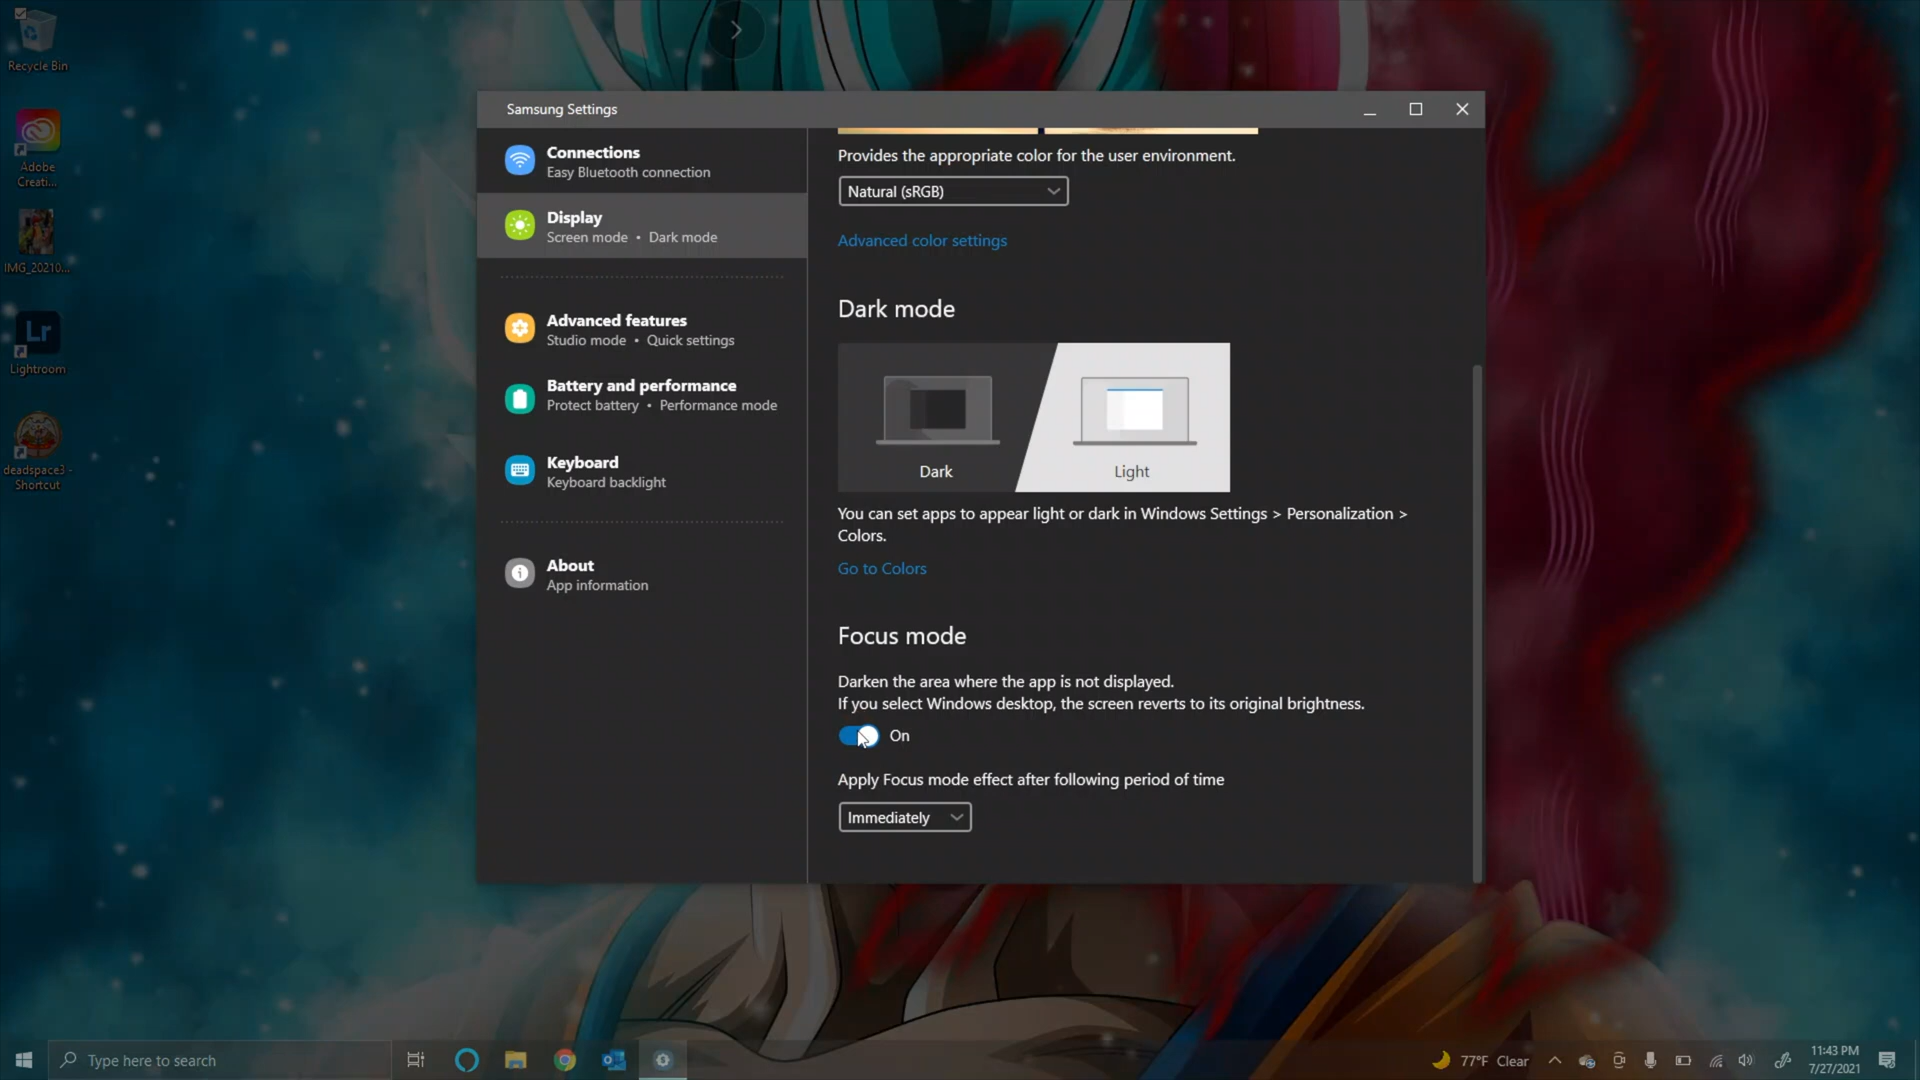 Recycle Bin
Adobe
Creati...
IMG_20210...
Lr
Lightroom
deadspace3 -
Shortcut
Samsung Settings
Connections
Easy Bluetooth connection
Display
Screen mode • Dark mode
Advanced features
Studio mode • Quick settings
Battery and performance
Protect battery • Performance mode
Keyboard
Keyboard backlight
About
App information
Provides the appropriate color for the user environment.
Natural (sRGB)
Advanced color settings
Dark mode
Dark
Light
You can set apps to appear light or dark in Windows Settings > Personalization >
Colors.
Go to Colors
Focus mode
Darken the area where the app is not displayed.
If you select Windows desktop, the screen reverts to its original brightness.
On
Apply Focus mode effect after following period of time
Immediately
Type here to search
77°F Clear
11:43 PM
7/27/2021